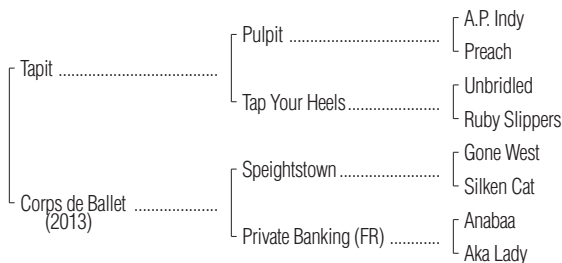 A.P. Indy
Pulpit
Preach
Tapit
Unbridled
Tap Your Heels
Ruby Slippers
Gone West
Speightstown
Silken Cat
Corps de Ballet
(2013)
Anabaa
Private Banking (FR)
Aka Lady